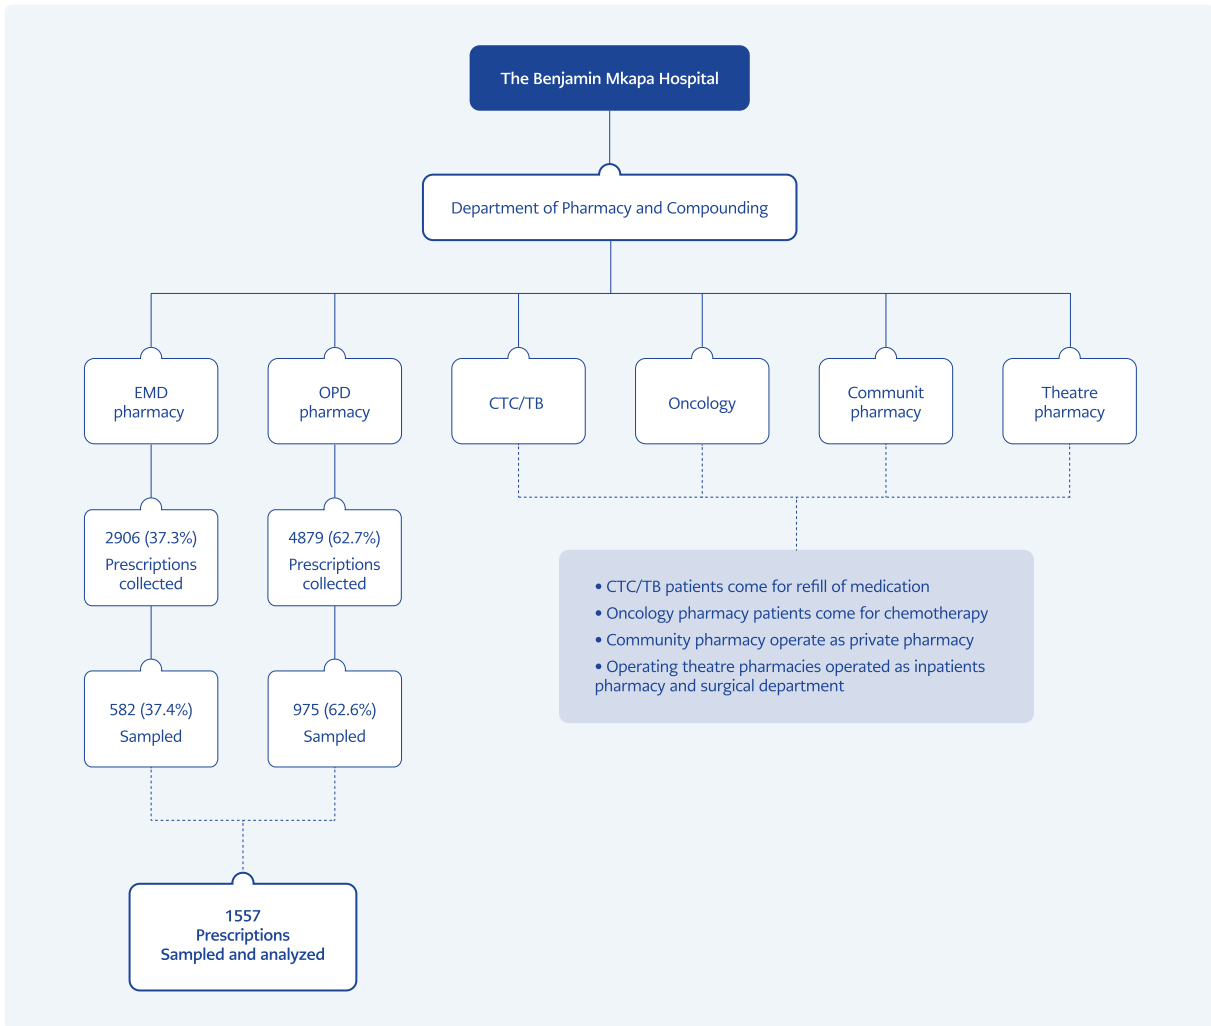 The Benjamin Mkapa Hospital
Department of Pharmacy and Compounding
EMD
pharmacy
OPD
pharmacy
CTC/TB
Oncology
Communit
pharmacy
Theatre
pharmacy
2906 (37.3%)
Prescriptions
collected
4879 (62.7%)
Prescriptions
collected
• CTC/TB patients come for refill of medication
• Oncology pharmacy patients come for chemotherapy
• Community pharmacy operate as private pharmacy
• Operating theatre pharmacies operated as inpatients
pharmacy and surgical department
582 (37.4%)
Sampled
975 (62.6%)
Sampled
1557
Prescriptions
Sampled and analyzed